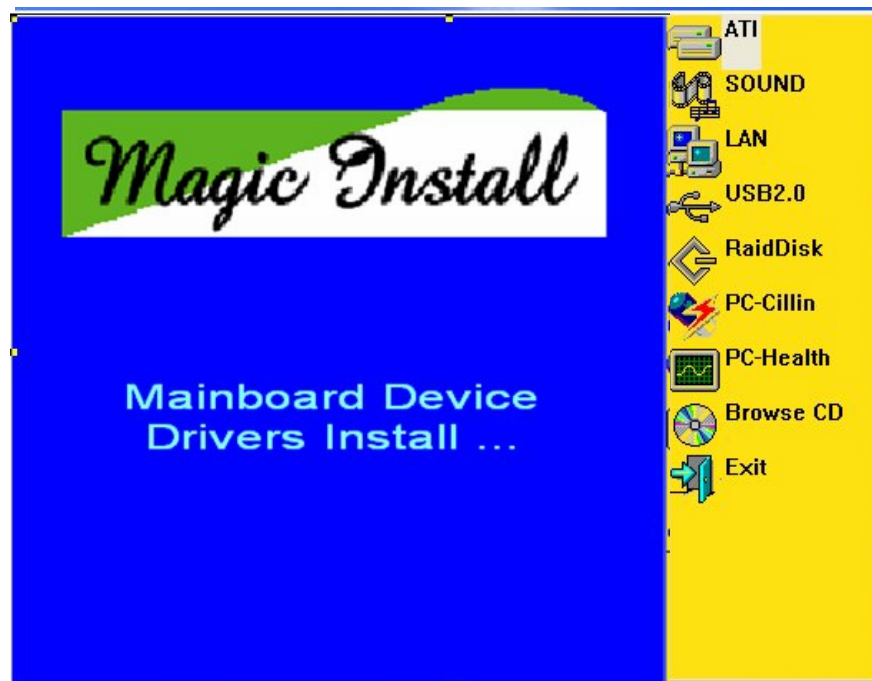 Magic Install
Mainboard Device
Drivers Install ...
ATI
SOUND
LAN
USB2.0
RaidDisk
PC-Cillin
PC-Health
Browse CD
Exit